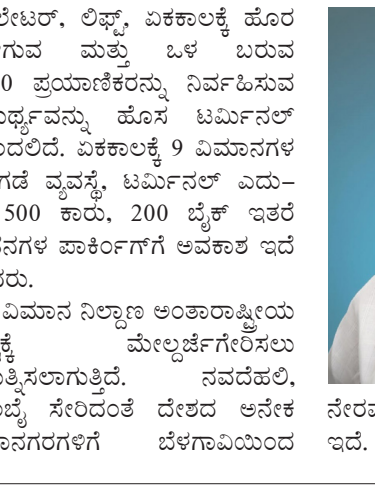 ಲೇಟರ್, ಲಿಫ್ಟ್, ಏಕಕಾಲಕ್ಕೆ ಹೊರ
ಗುವ ಮತ್ತು ಒಳ ಬರುವ
0 ಪ್ರಯಾಣಿಕರನ್ನು ನಿರ್ವಹಿಸುವ
ರ್ಥ್ಯವನ್ನು ಹೊಸ ಟರ್ಮಿನಲ್
ಂದಲಿದೆ. ಏಕಕಾಲಕ್ಕೆ 9 ವಿಮಾನಗಳ
ಗಡೆ ವ್ಯವಸ್ಥೆ, ಟರ್ಮಿನಲ್ ಎದು–
500 ಕಾರು, 200 ಬೈಕ್ ಇತರೆ
ನಗಳ ಪಾರ್ಕಿಂಗ್‌ಗೆ ಅವಕಾಶ ಇದೆ
ದರು.
ವಿಮಾನ ನಿಲ್ದಾಣ ಅಂತಾರಾಷ್ಟ್ರೀಯ
ಕ್ಕೆ ಮೇಲ್ದರ್ಜೆಗೇರಿಸಲು
ತ್ನಿಸಲಾಗುತ್ತಿದೆ. ನವದೆಹಲಿ,
ಬೈ ಸೇರಿದಂತೆ ದೇಶದ ಅನೇಕ
ಾನಗರಗಳಿಗೆ ಬೆಳಗಾವಿಯಿಂದ
ನೇರವ
ಇದೆ.